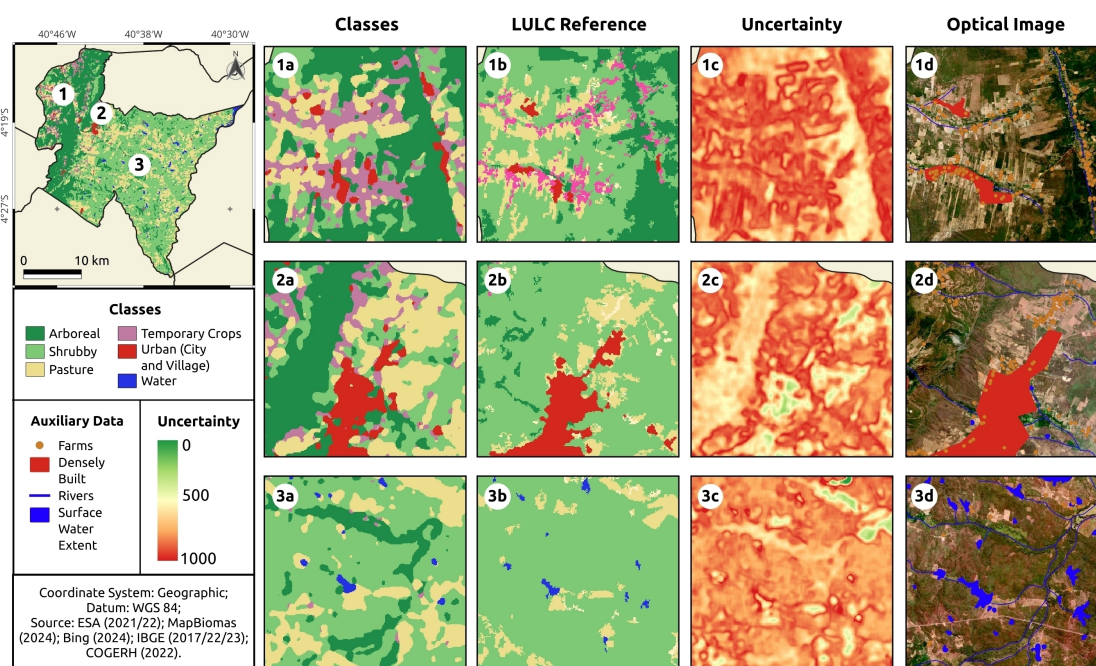 Classes
LULC Reference
Uncertainty
Optical Image
40°46'W
40°38'W
40°30'W
4°19'S
4°27'S
N
1
2
3
0
10 km
1a
1b
1c
1d
2a
2b
2c
2d
3a
3b
3c
3d
Classes
Arboreal
Shrubby
Pasture
Temporary Crops
Urban (City
and Village)
Water
Auxiliary Data
Farms
Densely
Built
Rivers
Surface
Water
Extent
Uncertainty
0
500
1000
Coordinate System: Geographic;
Datum: WGS 84;
Source: ESA (2021/22); MapBiomas
(2024); Bing (2024); IBGE (2017/22/23);
COGERH (2022).